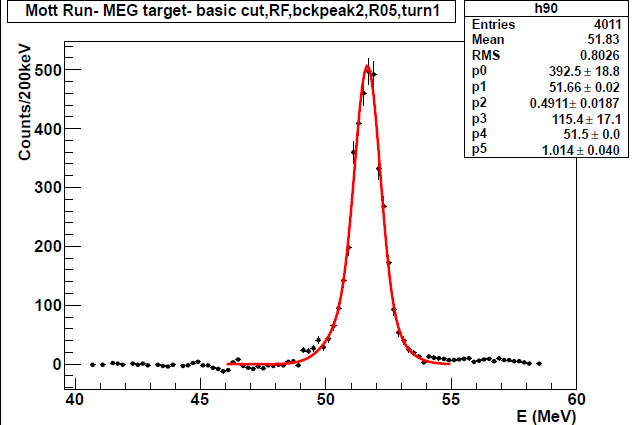 Mott Run- MEG target- basic cut,RF,bckpeak2,R05,turn1
h90
Entries 4011
Mean 51.83
RMS 0.8026
p0 392.5 ± 18.8
p1 51.66 ± 0.02
p2 0.4911± 0.0187
p3 115.4 ± 17.1
p4 51.5 ± 0.0
p5 1.014 ± 0.040
Counts/200keV
500
400
300
200
100
0
40 45 50 55 60
E (MeV)